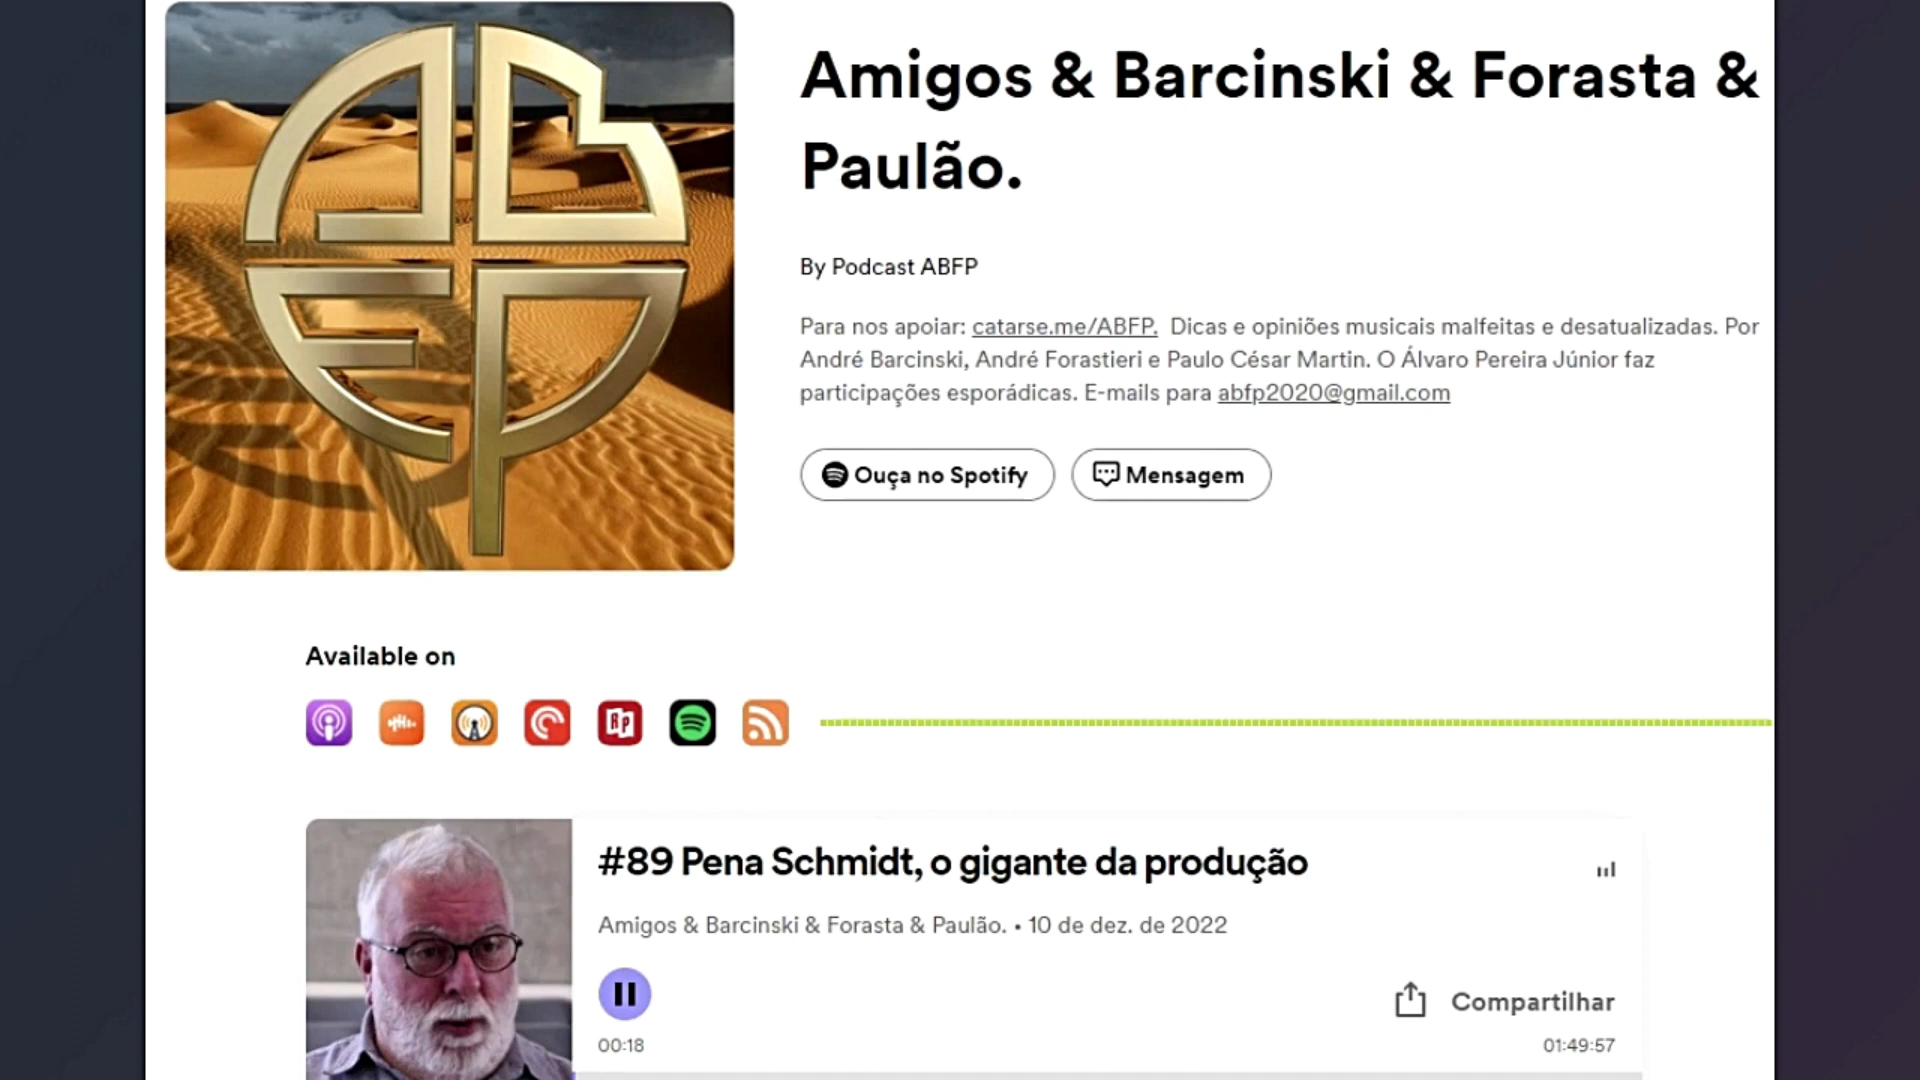 Amigos & Barcinski & Forasta &
Paulão.
By Podcast ABFP
Para nos apoiar: catarse.me/ABFP. Dicas e opiniões musicais malfeitas e desatualizadas. Por
André Barcinski, André Forastieri e Paulo César Martin. O Álvaro Pereira Júnior faz
participações esporádicas. E-mails para abfp2020@gmail.com
Ouça no Spotify
Mensagem
Available on
RP
#89 Pena Schmidt, o gigante da produção
Amigos & Barcinski & Forasta & Paulão. • 10 de dez. de 2022
Compartilhar
00:18
01:49:57